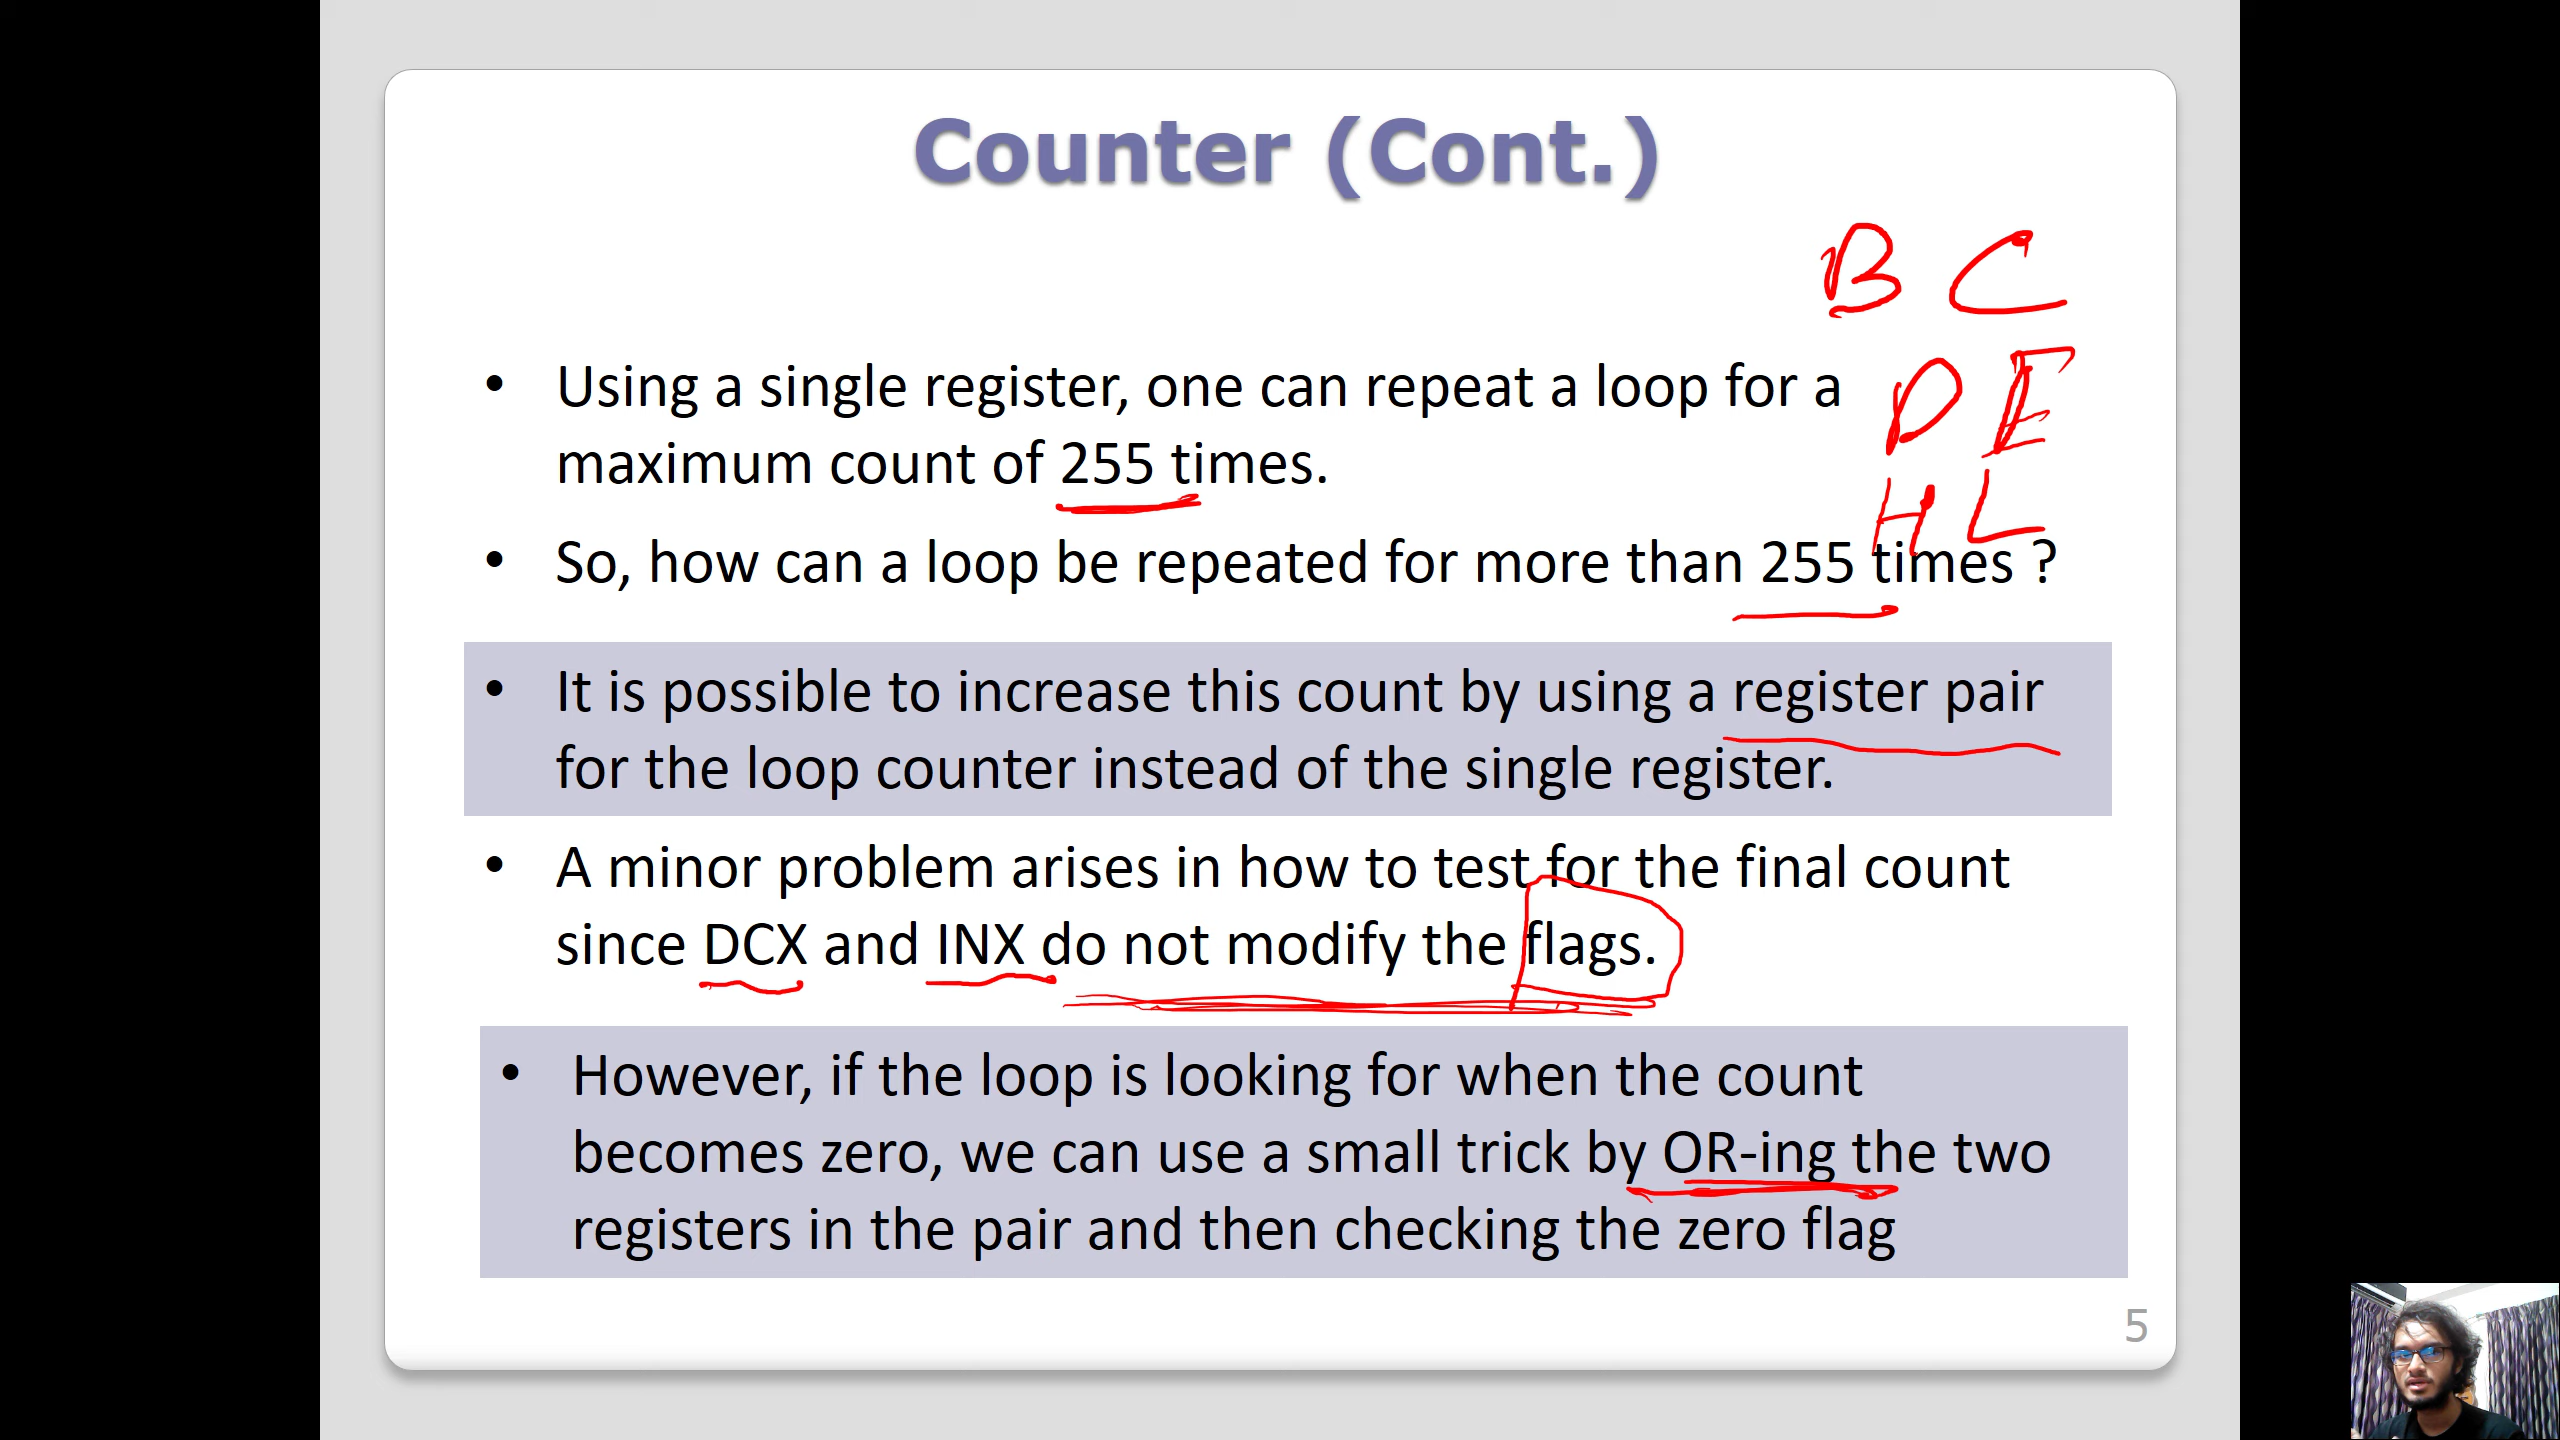 Counter (Cont.)
B C
• Using a single register, one can repeat a loop for a
D E
maximum count of 255 times.
H L
• So, how can a loop be repeated for more than 255 times ?
• It is possible to increase this count by using a register pair
for the loop counter instead of the single register.
• A minor problem arises in how to test for the final count
since DCX and INX do not modify the flags.
• However, if the loop is looking for when the count
becomes zero, we can use a small trick by OR-ing the two
registers in the pair and then checking the zero flag
5